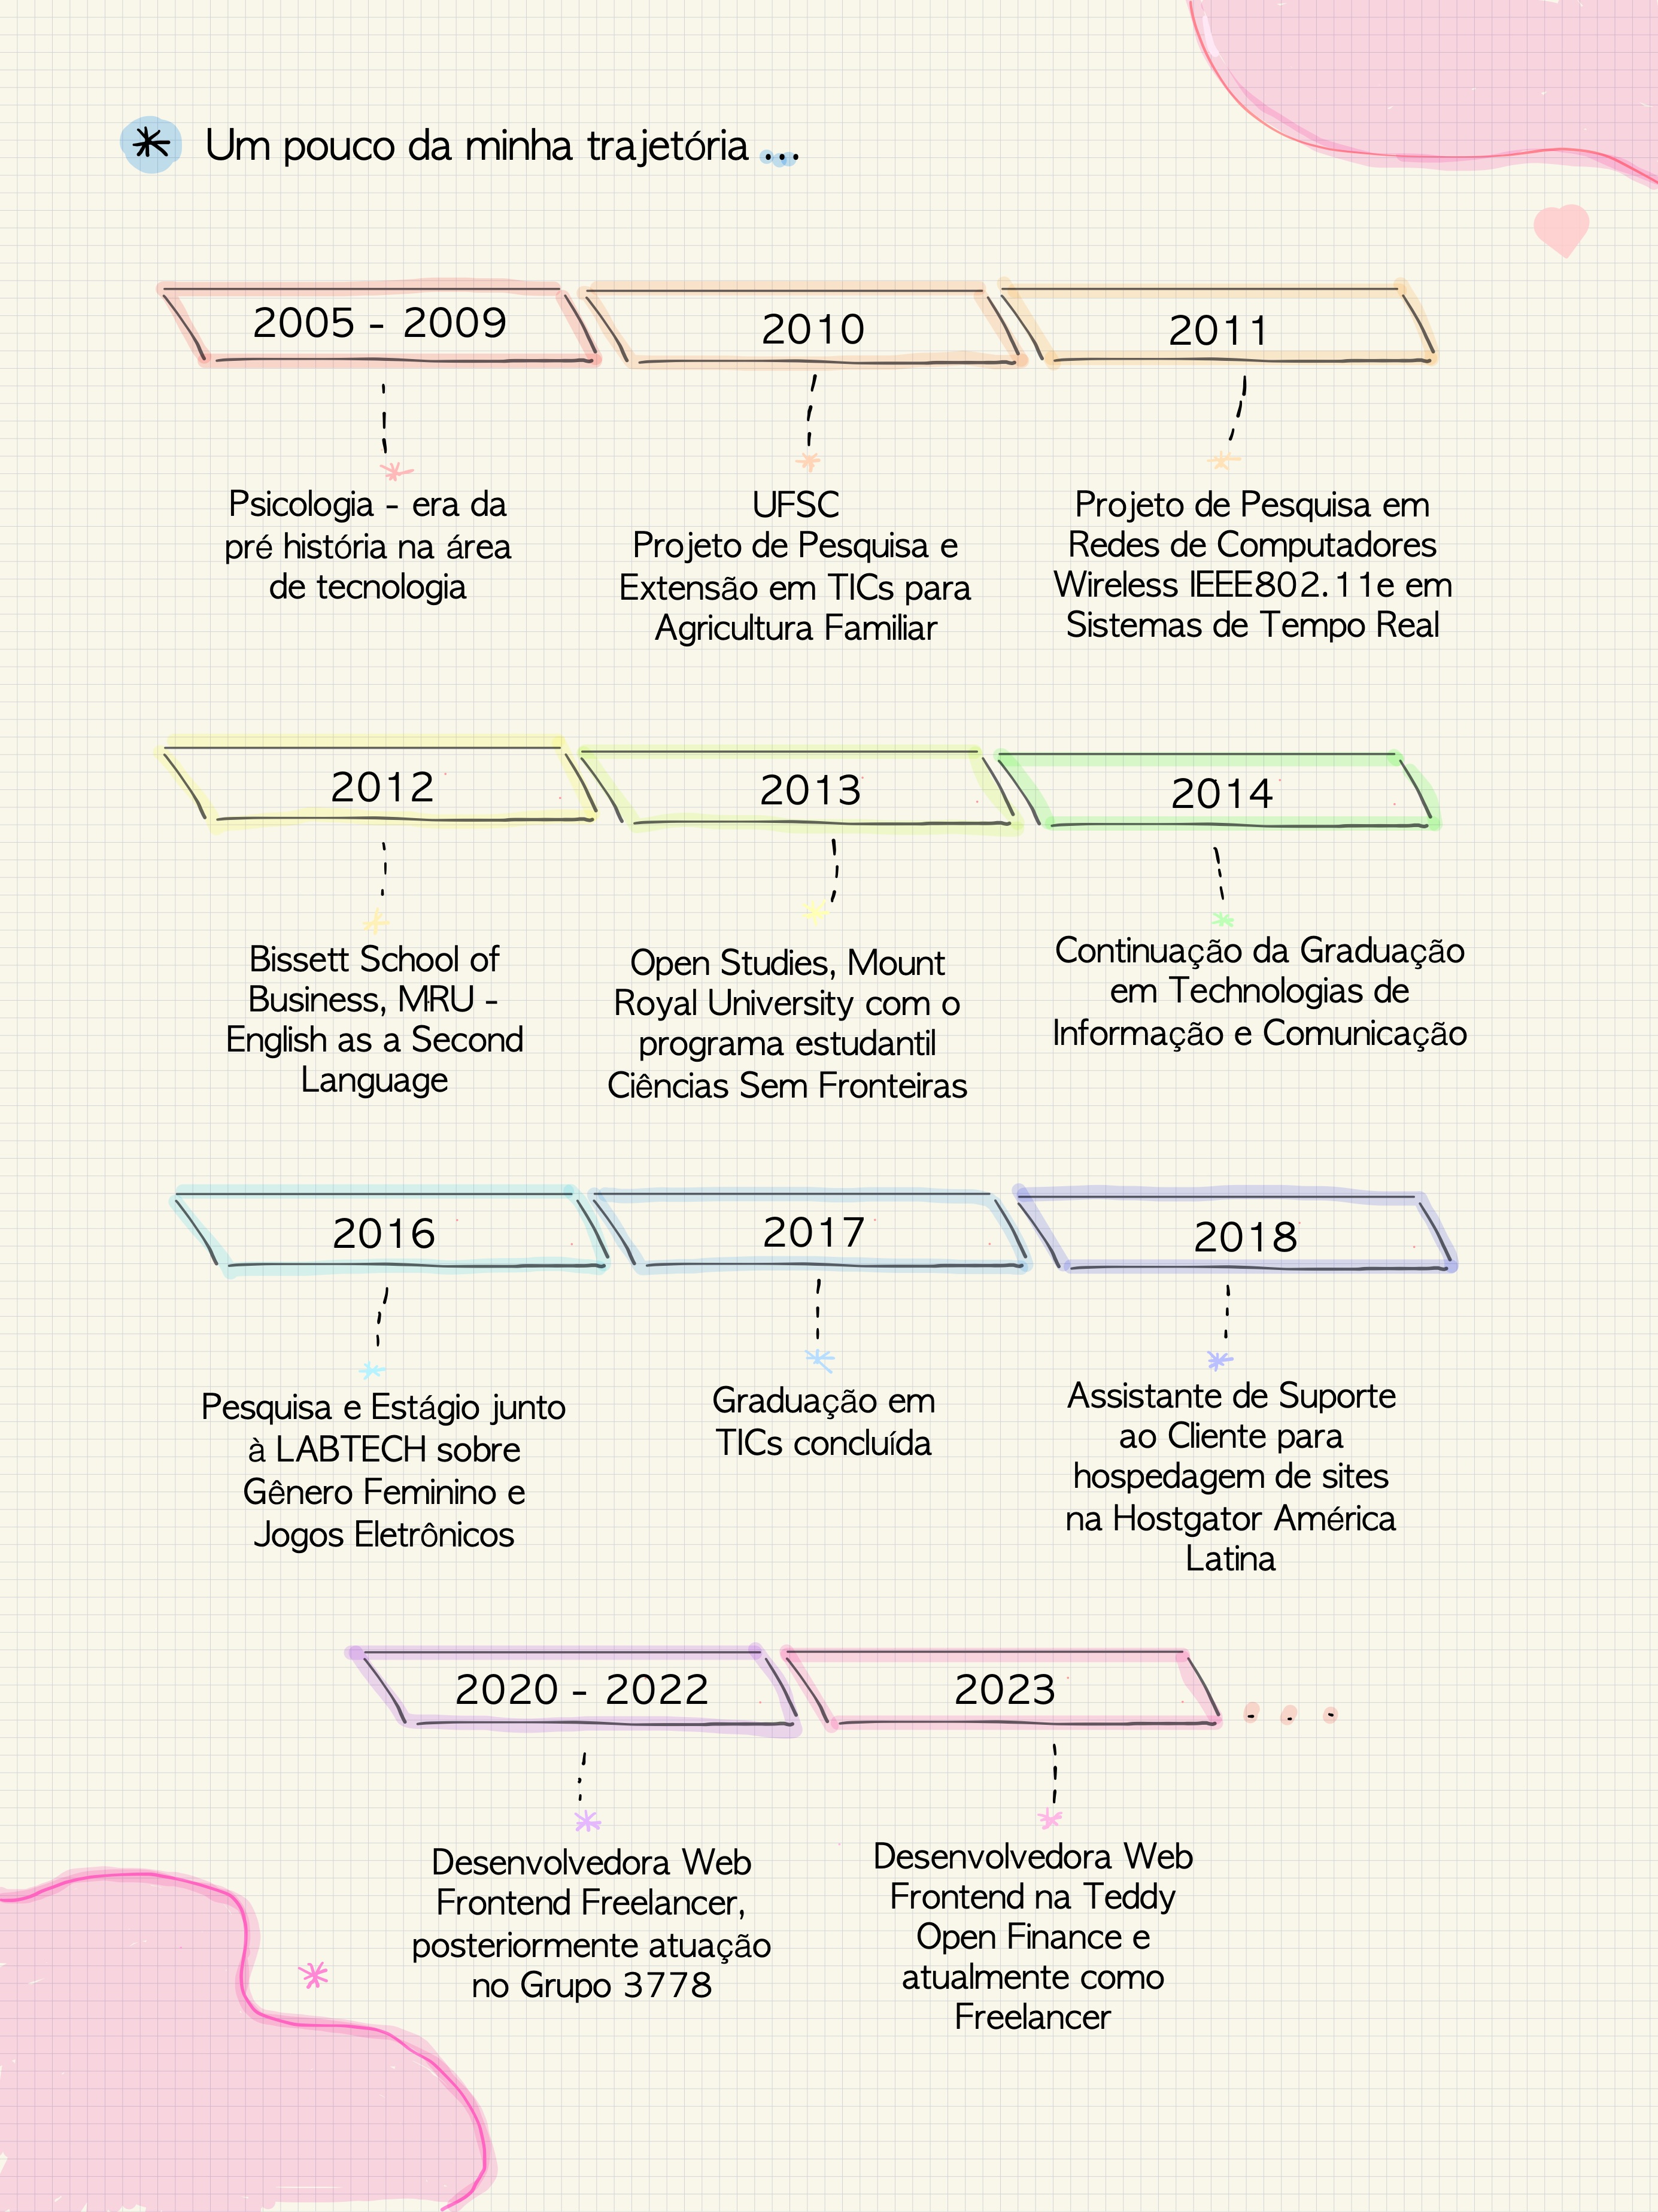 Um pouco da minha trajetória ...
2005 - 2009
Psicologia - era da
pré história na área
de tecnologia
2010
UFSC
Projeto de Pesquisa e
Extensão em TICs para
Agricultura Familiar
2011
Projeto de Pesquisa em
Redes de Computadores
Wireless IEEE802.11e em
Sistemas de Tempo Real
2012
Bissett School of
Business, MRU -
English as a Second
Language
2013
Open Studies, Mount
Royal University com o
programa estudantil
Ciências Sem Fronteiras
2014
Continuação da Graduação
em Technologias de
Informação e Comunicação
2016
Pesquisa e Estágio junto
à LABTECH sobre
Gênero Feminino e
Jogos Eletrônicos
2017
Graduação em
TICs concluída
2018
Assistante de Suporte
ao Cliente para
hospedagem de sites
na Hostgator América
Latina
2020 - 2022
Desenvolvedora Web
Frontend Freelancer,
posteriormente atuação
no Grupo 3778
2023 ...
Desenvolvedora Web
Frontend na Teddy
Open Finance e
atualmente como
Freelancer